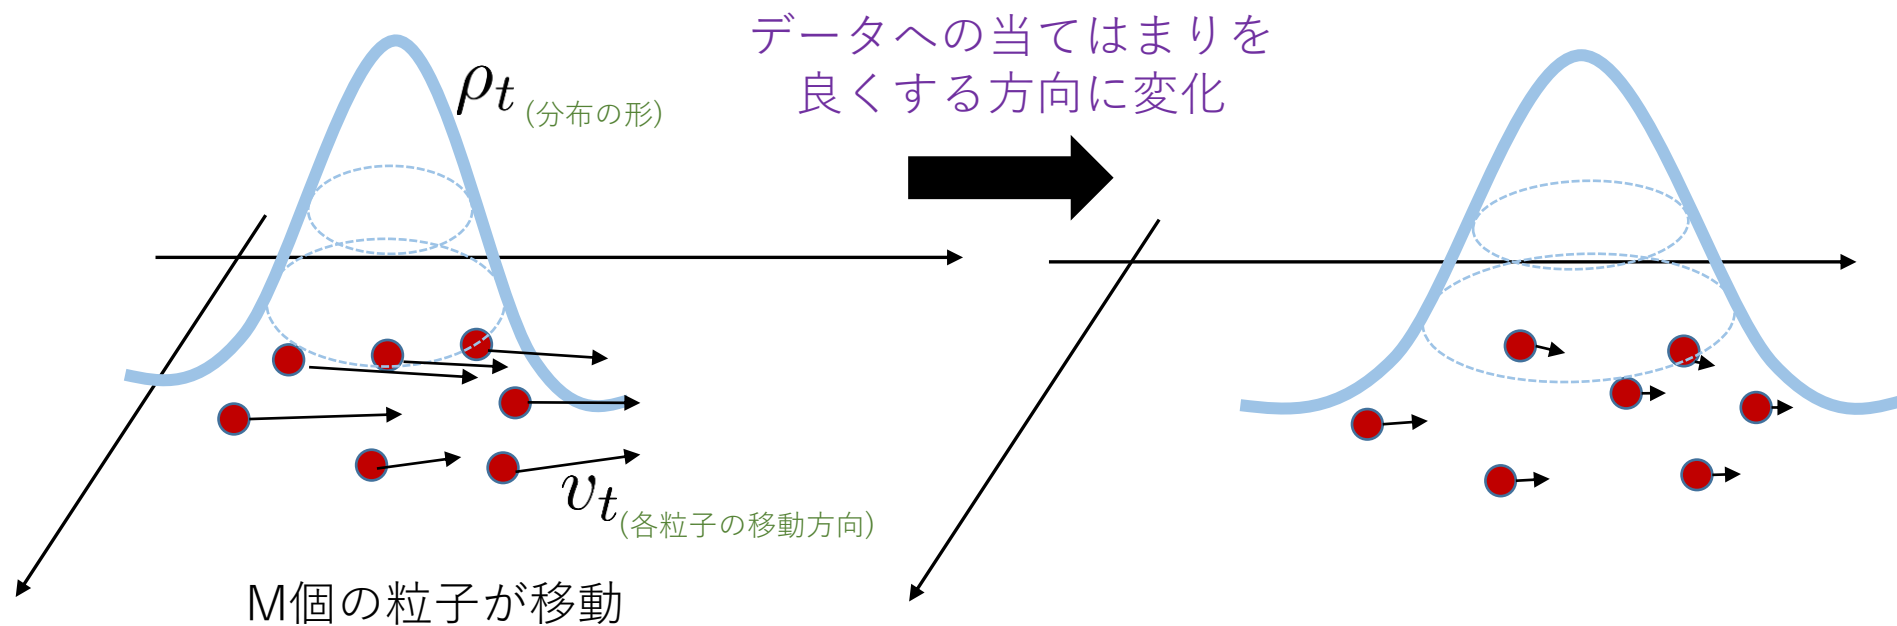 データへの当てはまりを
良くする方向に変化
ρt (分布の形)
vt (各粒子の移動方向)
M個の粒子が移動